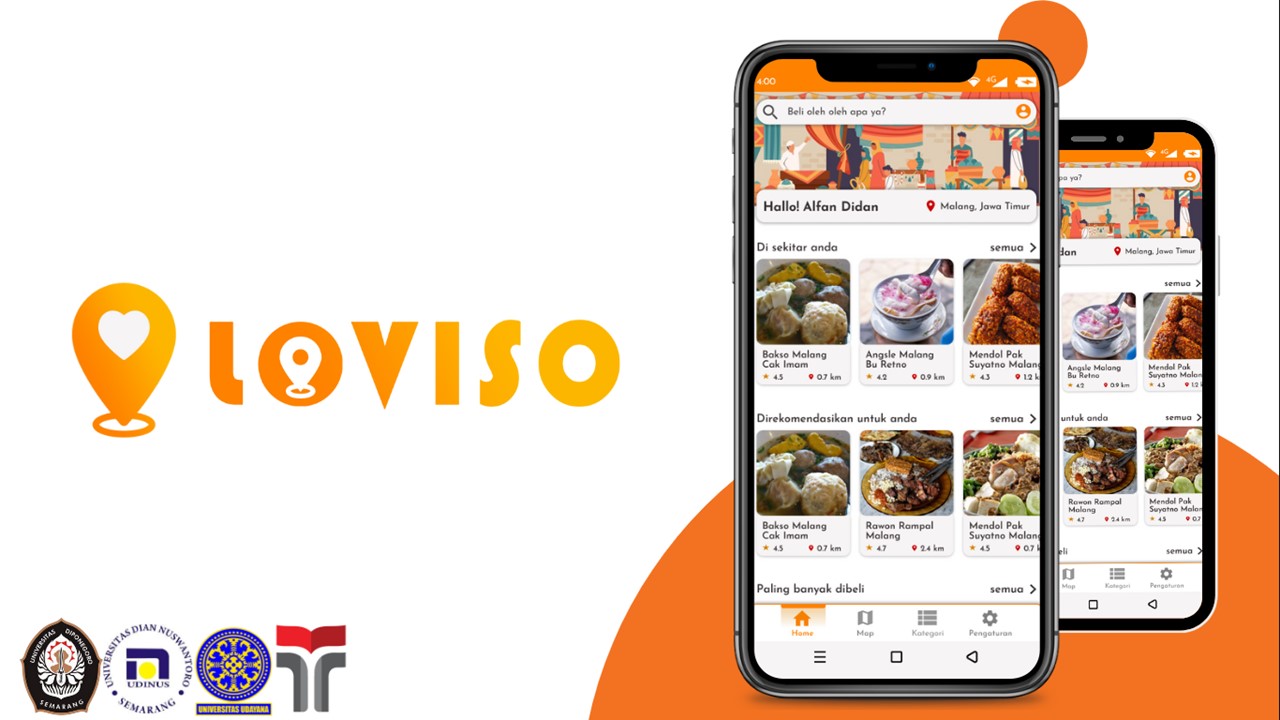 LOVISO
UNIVERSITAS DIPONEGORO
SEMARANG
UNIVERSITAS DIAN NUSWANTORO
UDINUS
SEMARANG
UNIVERSITAS UDAYANA
4:00
4G
Beli oleh oleh apa ya?
Hallo! Alfan Didan
Malang, Jawa Timur
Di sekitar anda
semua
Bakso Malang
Cak Imam
4.5 0.7 km
Angsle Malang
Bu Retno
4.2 0.9 km
Mendol Pak
Suyatno Malang
4.3 1.2 k
Direkomendasikan untuk anda
semua
Bakso Malang
Cak Imam
4.5 0.7 km
Rawon Rampal
Malang
4.7 2.4 km
Mendol Pak
Suyatno Malang
4.5 0.7 k
Paling banyak dibeli
semua
Home
Map
Kategori
Pengaturan
4G
apa ya?
dan
Malang, Jawa Timur
semua
Angsle Malang
Bu Retno
4.2 0.9 km
Mendol Pak
Suyatno Malan
4.3 1.2 k
untuk anda
semua
Rawon Rampal
Malang
4.7 2.4 km
Mendol Pak
Suyatno Malan
4.5 0.7
eli
semua
Map
Kategori
Pengaturan